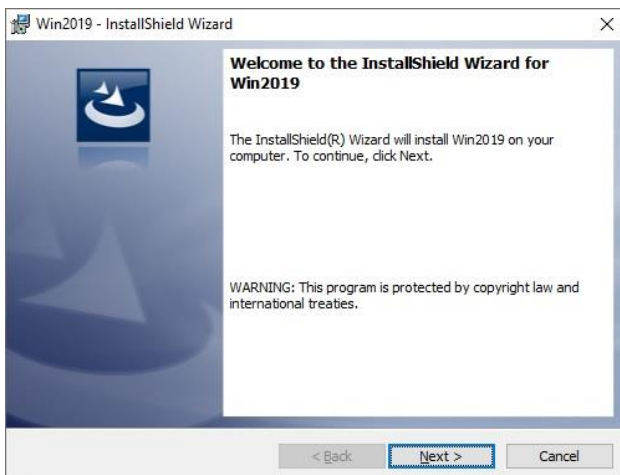 Win2019 - InstallShield Wizard
Welcome to the InstallShield Wizard for
Win2019
The InstallShield(R) Wizard will install Win2019 on your
computer. To continue, click Next.
WARNING: This program is protected by copyright law and
international treaties.
< Back Next > Cancel